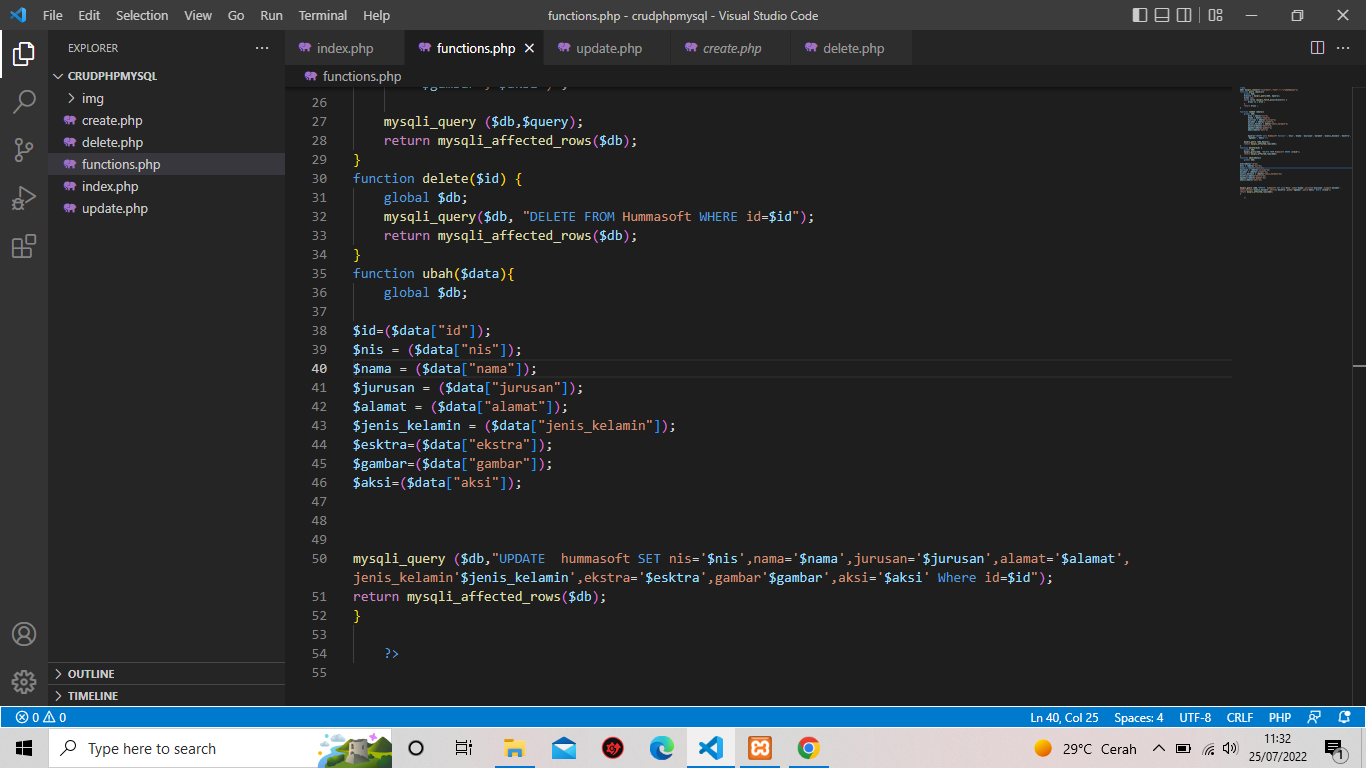 File Edit Selection View Go Run Terminal Help
functions.php - crudphpmysql - Visual Studio Code
EXPLORER
CRUDPHPMYSQL
img
create.php
delete.php
functions.php
index.php
update.php
OUTLINE
TIMELINE
index.php functions.php update.php create.php delete.php
functions.php
26
27 mysqli_query ($db,$query);
28 return mysqli_affected_rows($db);
29 }
30 function delete($id) {
31 global $db;
32 mysqli_query($db, "DELETE FROM Hummasoft WHERE id=$id");
33 return mysqli_affected_rows($db);
34 }
35 function ubah($data){
36 global $db;
37
38 $id=($data["id"]);
39 $nis = ($data["nis"]);
40 $nama = ($data["nama"]);
41 $jurusan = ($data["jurusan"]);
42 $alamat = ($data["alamat"]);
43 $jenis_kelamin = ($data["jenis_kelamin"]);
44 $esktra=($data["ekstra"]);
45 $gambar=($data["gambar"]);
46 $aksi=($data["aksi"]);
47
48
49
50 mysqli_query ($db,"UPDATE  hummasoft SET nis='$nis',nama='$nama',jurusan='$jurusan',alamat='$alamat',
jenis_kelamin'$jenis_kelamin',ekstra='$esktra',gambar'$gambar',aksi='$aksi' Where id=$id");
51 return mysqli_affected_rows($db);
52 }
53
54 ?>
55
0 0
Ln 40, Col 25 Spaces: 4 UTF-8 CRLF PHP
Type here to search
29°C Cerah
11:32
25/07/2022
1